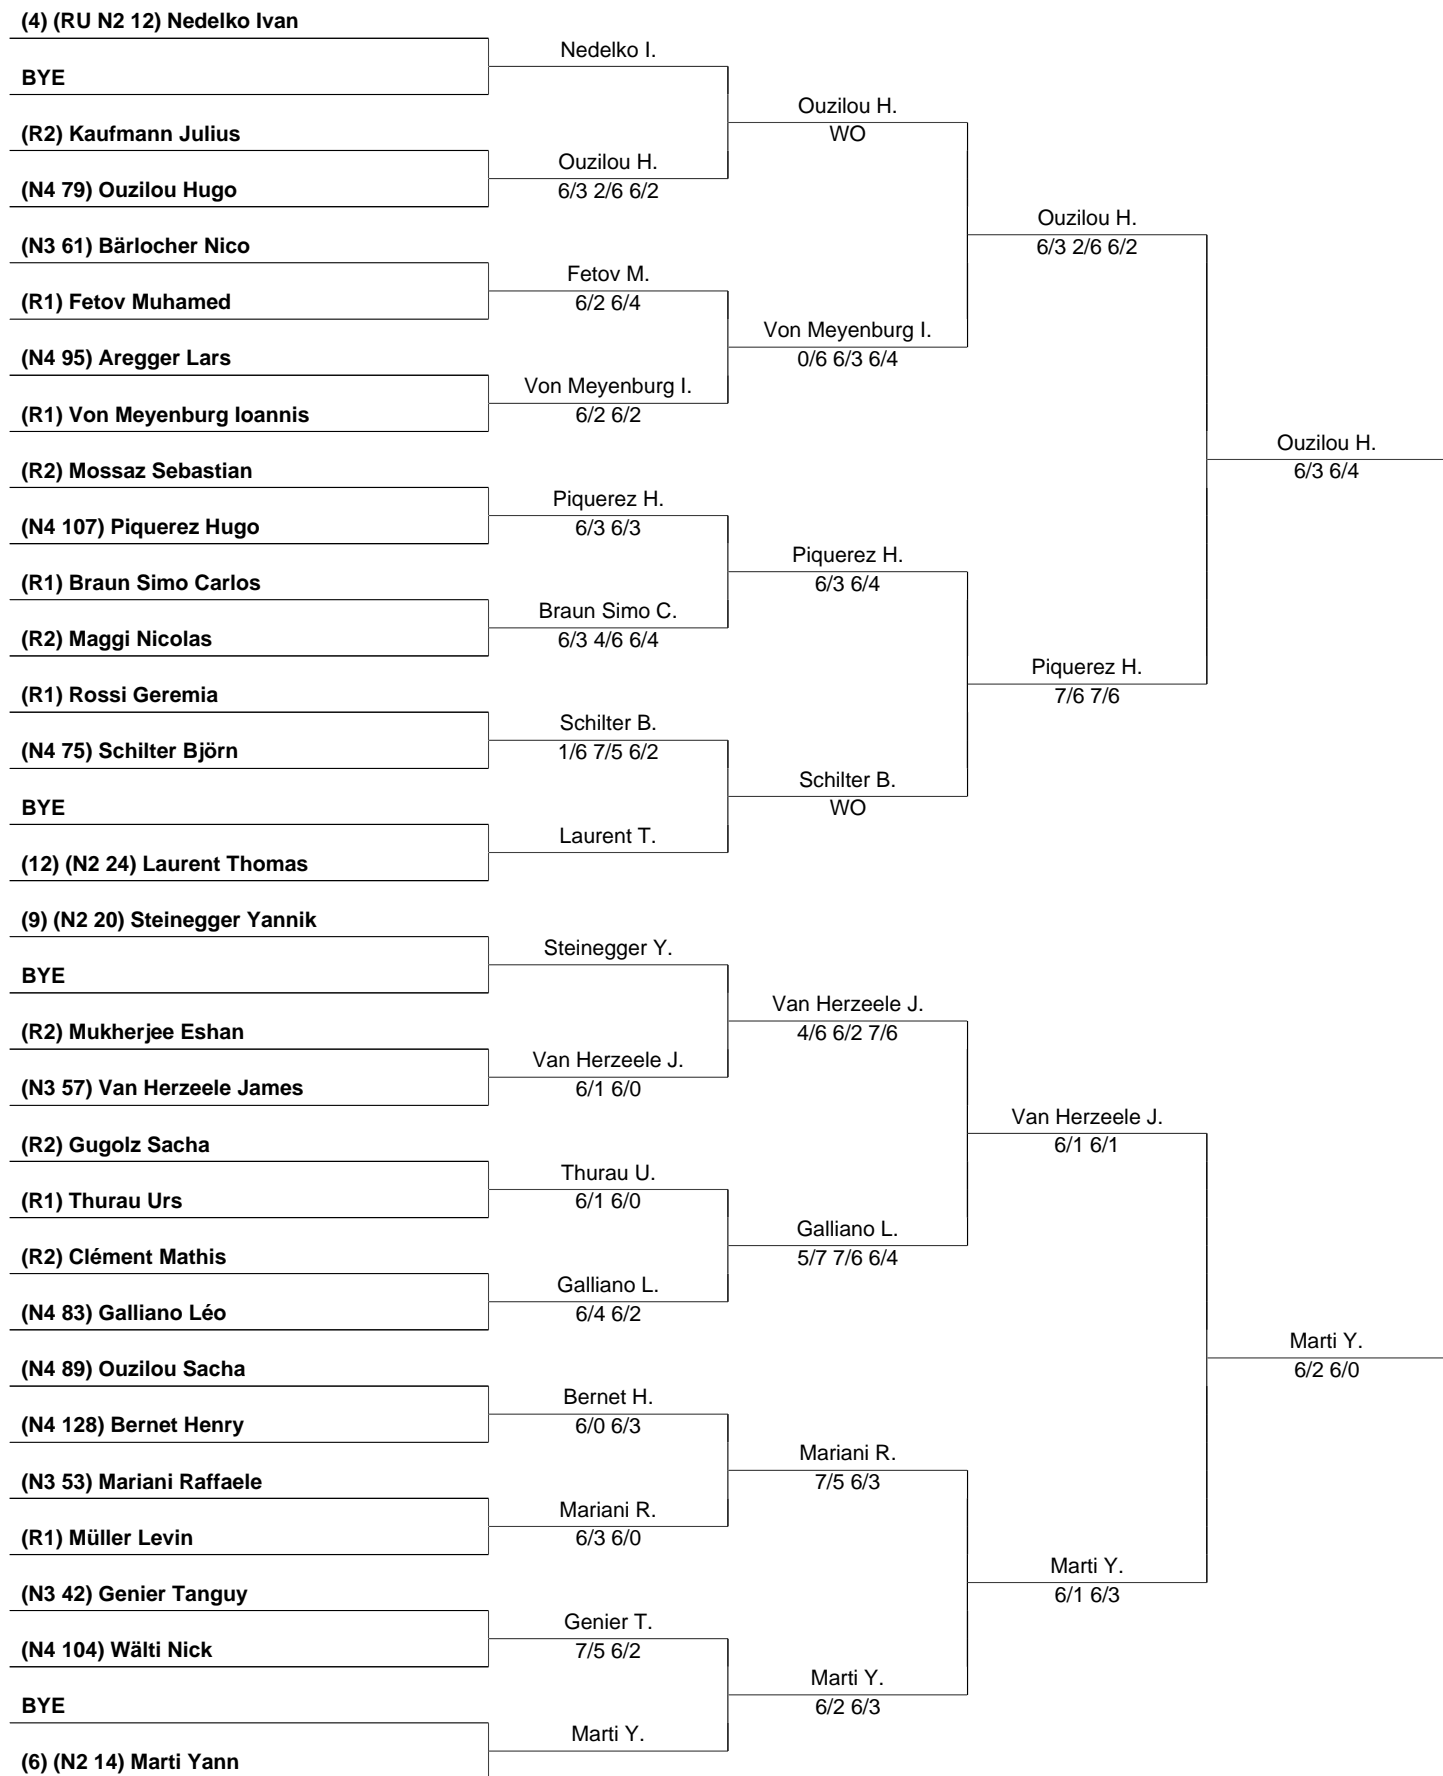 (4) (RU N2 12) Nedelko Ivan
Nedelko I.
BYE
Ouzilou H.
WO
(R2) Kaufmann Julius
Ouzilou H.
6/3 2/6 6/2
(N4 79) Ouzilou Hugo
Ouzilou H.
6/3 2/6 6/2
(N3 61) Bärlocher Nico
Fetov M.
6/2 6/4
(R1) Fetov Muhamed
Von Meyenburg I.
0/6 6/3 6/4
(N4 95) Aregger Lars
Von Meyenburg I.
6/2 6/2
(R1) Von Meyenburg Ioannis
Ouzilou H.
6/3 6/4
(R2) Mossaz Sebastian
Piquerez H.
6/3 6/3
(N4 107) Piquerez Hugo
Piquerez H.
6/3 6/4
(R1) Braun Simo Carlos
Braun Simo C.
6/3 4/6 6/4
(R2) Maggi Nicolas
Piquerez H.
7/6 7/6
(R1) Rossi Geremia
Schilter B.
1/6 7/5 6/2
(N4 75) Schilter Björn
Schilter B.
WO
BYE
Laurent T.
(12) (N2 24) Laurent Thomas
(9) (N2 20) Steinegger Yannik
Steinegger Y.
BYE
Van Herzeele J.
4/6 6/2 7/6
(R2) Mukherjee Eshan
Van Herzeele J.
6/1 6/0
(N3 57) Van Herzeele James
Van Herzeele J.
6/1 6/1
(R2) Gugolz Sacha
Thurau U.
6/1 6/0
(R1) Thurau Urs
Galliano L.
5/7 7/6 6/4
(R2) Clément Mathis
Galliano L.
6/4 6/2
(N4 83) Galliano Léo
Marti Y.
6/2 6/0
(N4 89) Ouzilou Sacha
Bernet H.
6/0 6/3
(N4 128) Bernet Henry
Mariani R.
7/5 6/3
(N3 53) Mariani Raffaele
Mariani R.
6/3 6/0
(R1) Müller Levin
Marti Y.
6/1 6/3
(N3 42) Genier Tanguy
Genier T.
7/5 6/2
(N4 104) Wälti Nick
Marti Y.
6/2 6/3
BYE
Marti Y.
(6) (N2 14) Marti Yann